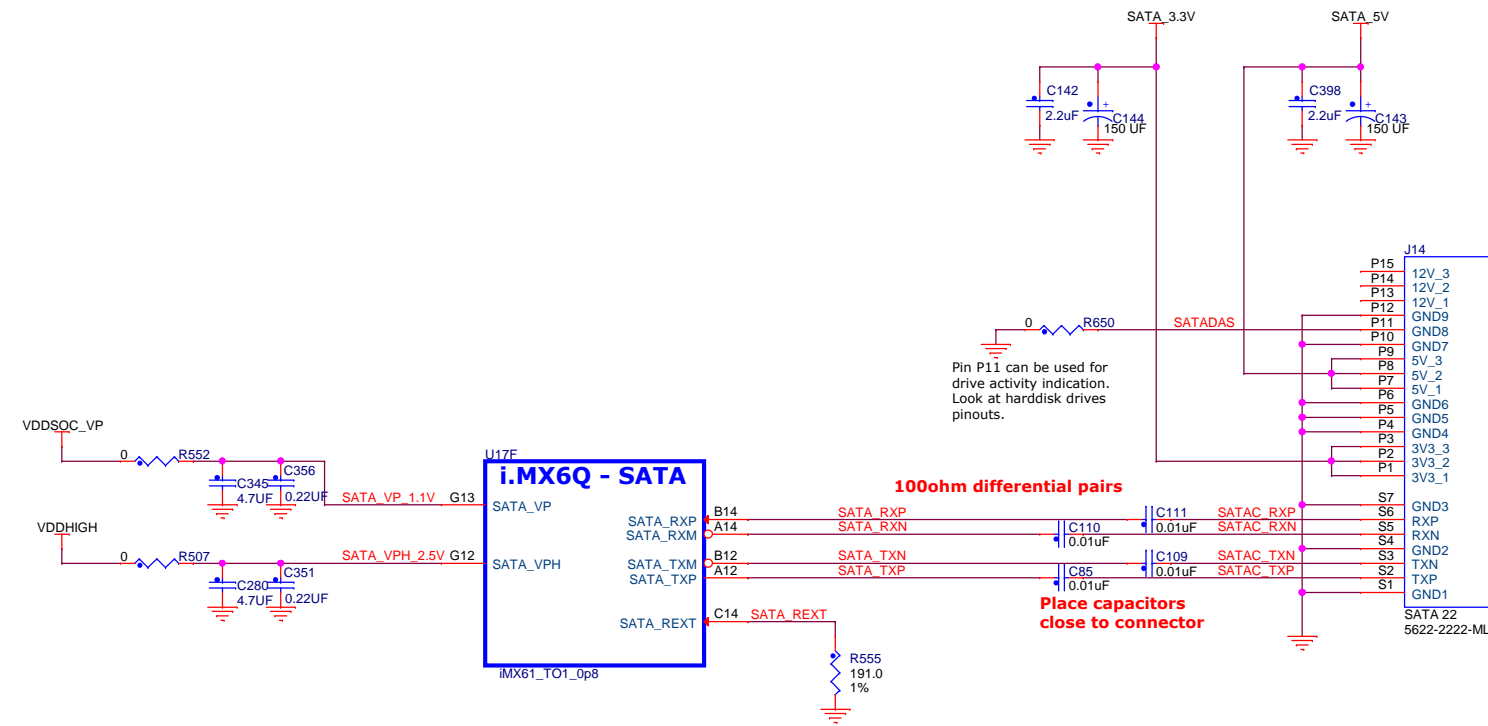 SATA_3.3V
SATA_5V
C142
2.2uF
C144
150 UF
+
C398
2.2uF
C143
150 UF
+
J14
P15
12V_3
P14
12V_2
P13
12V_1
P12
GND9
P11
GND8
P10
GND7
P9
5V_3
P8
5V_2
P7
5V_1
P6
GND6
P5
GND5
P4
GND4
P3
3V3_3
P2
3V3_2
P1
3V3_1
S7
GND3
S6
RXP
S5
RXN
S4
GND2
S3
TXN
S2
TXP
S1
GND1
SATA 22
5622-2222-ML
0
R650
SATADAS
Pin P11 can be used for
drive activity indication.
Look at harddisk drives
pinouts.
VDDSOC_VP
0
R552
C345
4.7UF
C356
0.22UF
SATA_VP_1.1V
G13
VDDHIGH
0
R507
C280
4.7UF
C351
0.22UF
SATA_VPH_2.5V
G12
U17F
i.MX6Q - SATA
SATA_VP
SATA_VPH
SATA_RXP
SATA_RXM
SATA_TXM
SATA_TXP
SATA_REXT
iMX61_TO1_0p8
B14
A14
B12
A12
C14
100ohm differential pairs
SATA_RXP
SATA_RXN
SATA_TXN
SATA_TXP
SATA_REXT
C111
0.01uF
C110
0.01uF
C109
0.01uF
C85
0.01uF
SATAC_RXP
SATAC_RXN
SATAC_TXN
SATAC_TXP
Place capacitors
close to connector
R555
191.0
1%